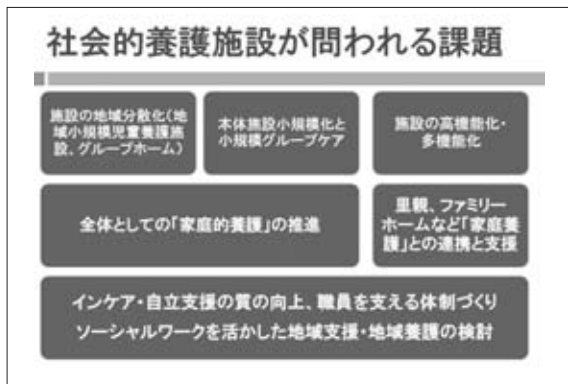 社会的養護施設が問われる課題
施設の地域分散化(地
域小規模児童養護施
設、グループホーム)
本体施設小規模化と
小規模グループケア
施設の高機能化・
多機能化
全体としての「家庭的養護」の推進
里親、ファミリー
ホームなど「家庭養
護」との連携と支援
インケア・自立支援の質の向上、職員を支える体制づくり
ソーシャルワークを活かした地域支援・地域養護の検討